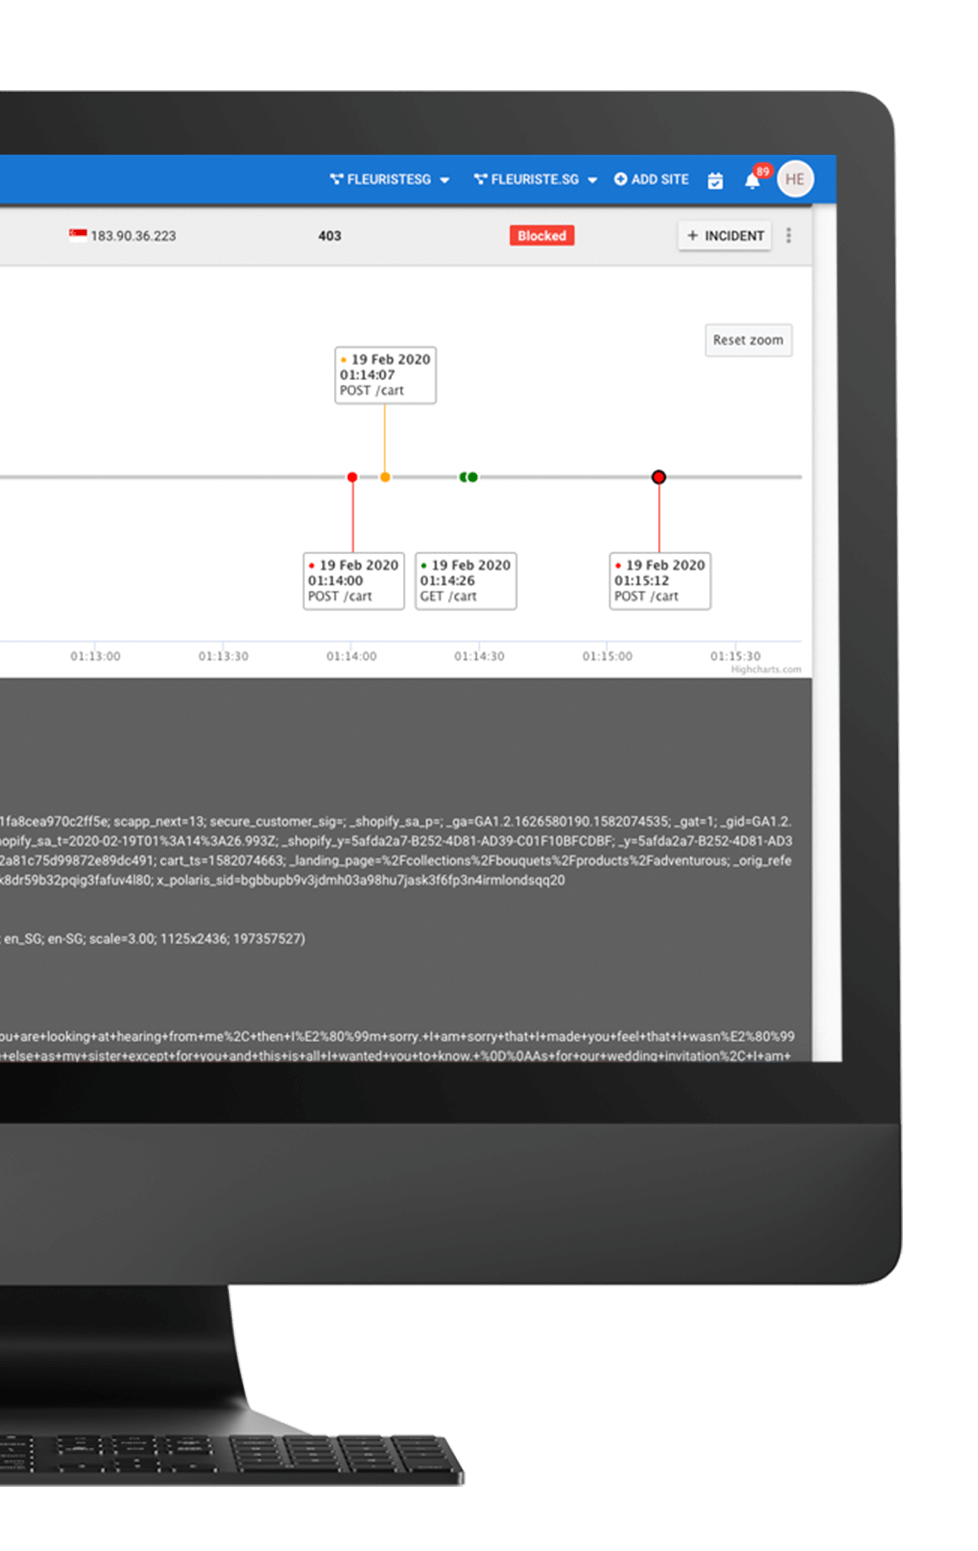 FLEURISTESG FLEURISTE.SG ADD SITE 89 HE
183.90.36.223 403 Blocked + INCIDENT
Reset zoom
19 Feb 2020
01:14:07
POST /cart
19 Feb 2020
01:14:00
POST /cart
19 Feb 2020
01:14:26
GET /cart
19 Feb 2020
01:15:12
POST /cart
01:13:00 01:13:30 01:14:00 01:14:30 01:15:00 01:15:30
Highcharts.com
1fa8cea970c2ff5e; scapp_next=13; secure_customer_sig=; _shopify_sa_p=; _ga=GA1.2.1626580190.1582074535; _gat=1; _gid=GA1.2.
opify_sa_t=2020-02-19T01%3A14%3A26.993Z; _shopify_y=5afda2a7-B252-4D81-AD39-C01F10BFCDBF; _y=5afda2a7-B252-4D81-AD3
2a81c75d99872e89dc491; cart_ts=1582074663; _landing_page=%2Fcollections%2Fbouquets%2Fproducts%2Fadventurous; _orig_refe
k8dr59b32pqig3fafuv4l80; x_polaris_sid=bgbbupb9v3jdmh03a98hu7jask3f6fp3n4irmlondsqq20
; en_SG; en-SG; scale=3.00; 1125x2436; 197357527)
ou+are+looking+at+hearing+from+me%2C+then+I%E2%80%99m+sorry.+I+am+sorry+that+I+made+you+feel+that+I+wasn%E2%80%99
+else+as+my+sister+except+for+you+and+this+is+all+I+wanted+you+to+know.+%0D%0AAs+for+our+wedding+invitation%2C+I+am+